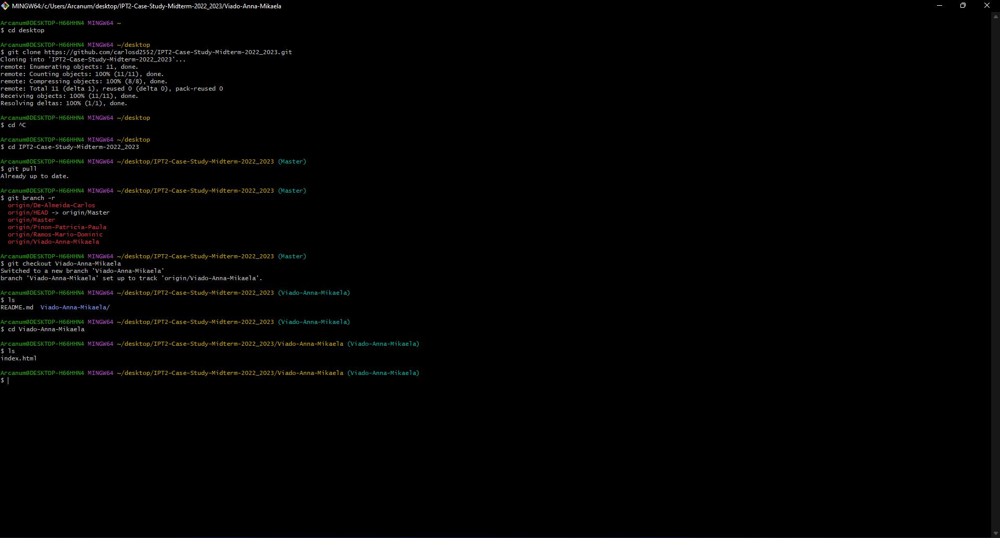 MINGW64:/c/Users/Arcanum/desktop/IPT2-Case-Study-Midterm-2022_2023/Viado-Anna-Mikaela
Arcanum@DESKTOP-H66HHN4 MINGW64 ~
$ cd desktop
Arcanum@DESKTOP-H66HHN4 MINGW64 ~/desktop
$ git clone https://github.com/carlosd2552/IPT2-Case-Study-Midterm-2022_2023.git
Cloning into 'IPT2-Case-Study-Midterm-2022_2023'...
remote: Enumerating objects: 11, done.
remote: Counting objects: 100% (11/11), done.
remote: Compressing objects: 100% (8/8), done.
remote: Total 11 (delta 1), reused 0 (delta 0), pack-reused 0
Receiving objects: 100% (11/11), done.
Resolving deltas: 100% (1/1), done.
Arcanum@DESKTOP-H66HHN4 MINGW64 ~/desktop
$ cd ^C
Arcanum@DESKTOP-H66HHN4 MINGW64 ~/desktop
$ cd IPT2-Case-Study-Midterm-2022_2023
Arcanum@DESKTOP-H66HHN4 MINGW64 ~/desktop/IPT2-Case-Study-Midterm-2022_2023 (Master)
$ git pull
Already up to date.
Arcanum@DESKTOP-H66HHN4 MINGW64 ~/desktop/IPT2-Case-Study-Midterm-2022_2023 (Master)
$ git branch -r
origin/De-Almeida-Carlos
origin/HEAD -> origin/Master
origin/Master
origin/Pinon-Patricia-Paula
origin/Ramos-Mario-Dominic
origin/Viado-Anna-Mikaela
Arcanum@DESKTOP-H66HHN4 MINGW64 ~/desktop/IPT2-Case-Study-Midterm-2022_2023 (Master)
$ git checkout Viado-Anna-Mikaela
Switched to a new branch 'Viado-Anna-Mikaela'
branch 'Viado-Anna-Mikaela' set up to track 'origin/Viado-Anna-Mikaela'.
Arcanum@DESKTOP-H66HHN4 MINGW64 ~/desktop/IPT2-Case-Study-Midterm-2022_2023 (Viado-Anna-Mikaela)
$ ls
README.md  Viado-Anna-Mikaela/
Arcanum@DESKTOP-H66HHN4 MINGW64 ~/desktop/IPT2-Case-Study-Midterm-2022_2023 (Viado-Anna-Mikaela)
$ cd Viado-Anna-Mikaela
Arcanum@DESKTOP-H66HHN4 MINGW64 ~/desktop/IPT2-Case-Study-Midterm-2022_2023/Viado-Anna-Mikaela (Viado-Anna-Mikaela)
$ ls
index.html
Arcanum@DESKTOP-H66HHN4 MINGW64 ~/desktop/IPT2-Case-Study-Midterm-2022_2023/Viado-Anna-Mikaela (Viado-Anna-Mikaela)
$